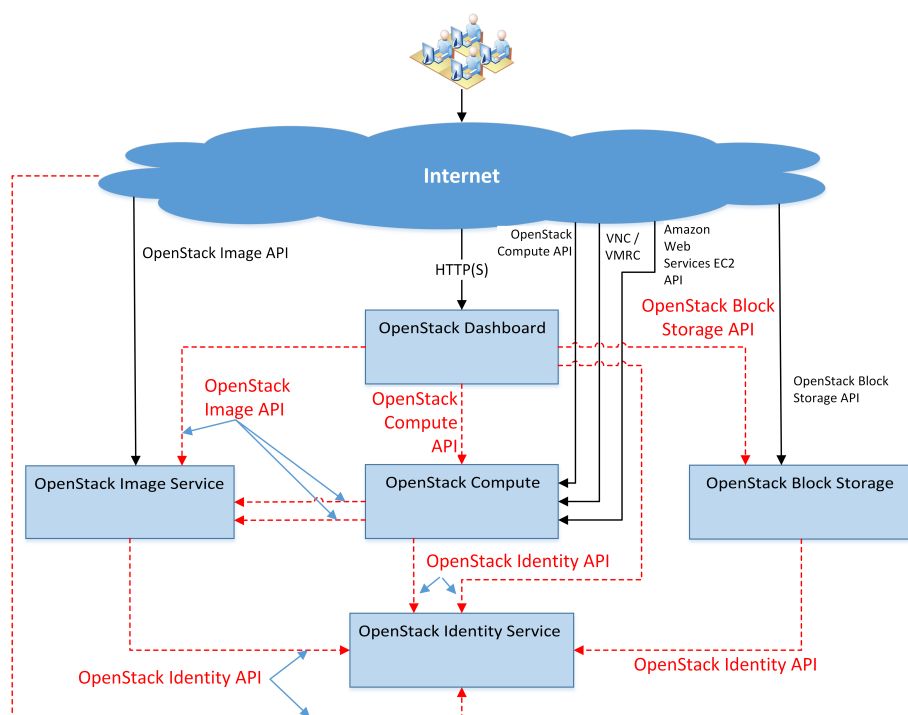 Internet
OpenStack Image API
HTTP(S)
OpenStack
Compute API
VNC /
VMRC
Amazon
Web
Services EC2
API
OpenStack Block
Storage API
OpenStack Dashboard
OpenStack
Image API
OpenStack
Compute
API
OpenStack Block
Storage API
OpenStack Image Service
OpenStack Compute
OpenStack Block Storage
OpenStack Identity API
OpenStack Identity Service
OpenStack Identity API
OpenStack Identity API